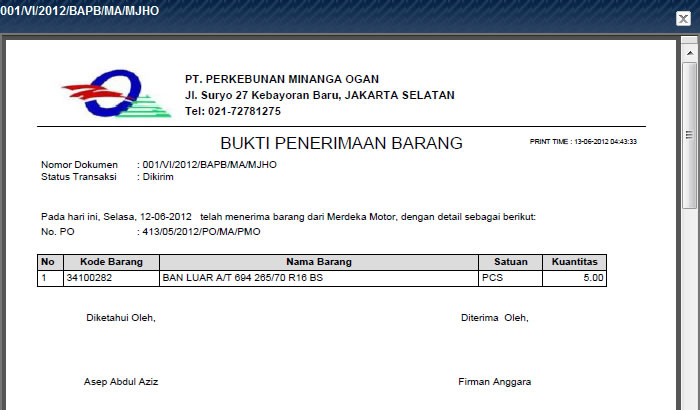 001/VI/2012/BAPB/MA/MJHO
PT. PERKEBUNAN MINANGA OGAN
Jl. Suryo 27 Kebayoran Baru, JAKARTA SELATAN
Tel: 021-72781275
BUKTI PENERIMAAN BARANG
PRINT TIME : 13-06-2012 04:43:33
Nomor Dokumen : 001/VI/2012/BAPB/MA/MJHO
Status Transaksi : Dikirim
Pada hari ini, Selasa, 12-06-2012 telah menerima barang dari Merdeka Motor, dengan detail sebagai berikut:
No. PO : 413/05/2012/PO/MA/PMO
No Kode Barang Nama Barang Satuan Kuantitas
1 34100282 BAN LUAR A/T 694 265/70 R16 BS PCS 5.00
Diketahui Oleh, Diterima Oleh,
Asep Abdul Aziz Firman Anggara